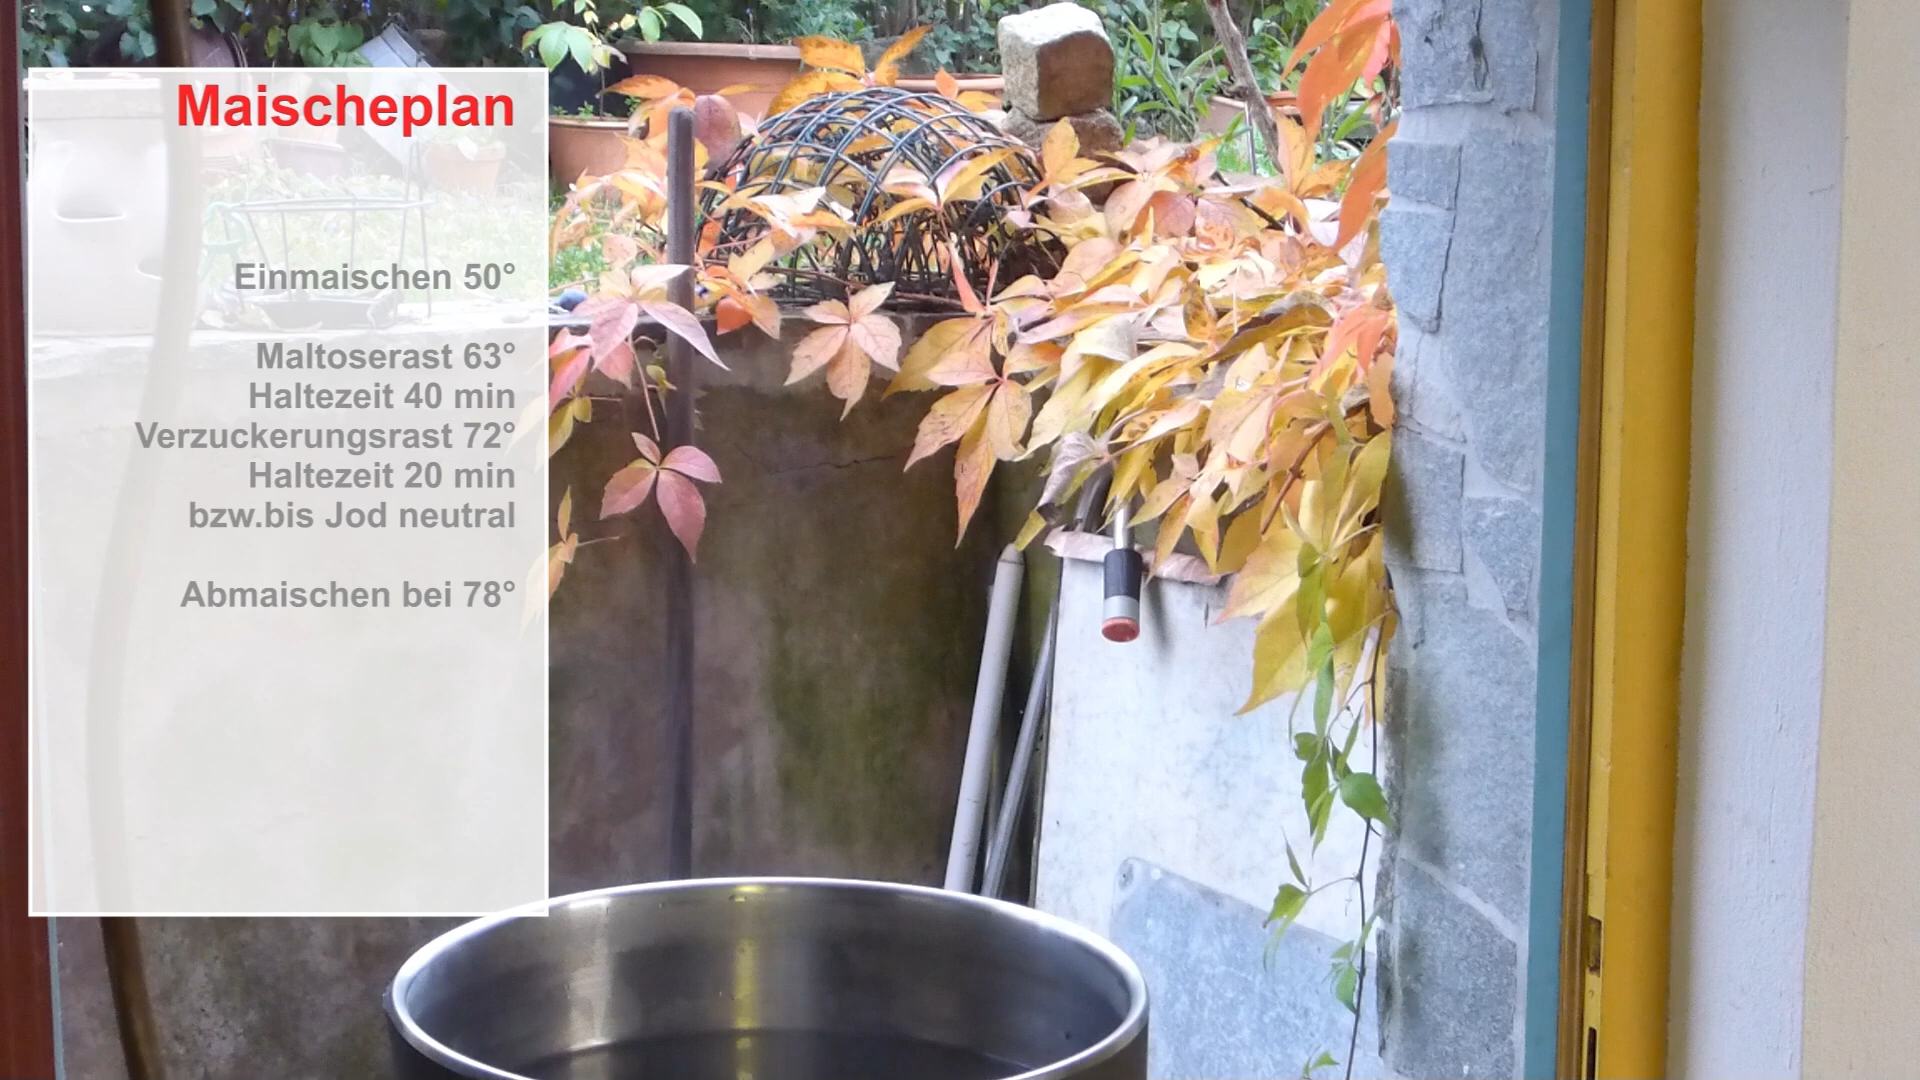 Maischeplan
Einmaischen 50°
Maltoserast 63°
Haltezeit 40 min
Verzuckerungsrast 72°
Haltezeit 20 min
bzw.bis Jod neutral
Abmaischen bei 78°